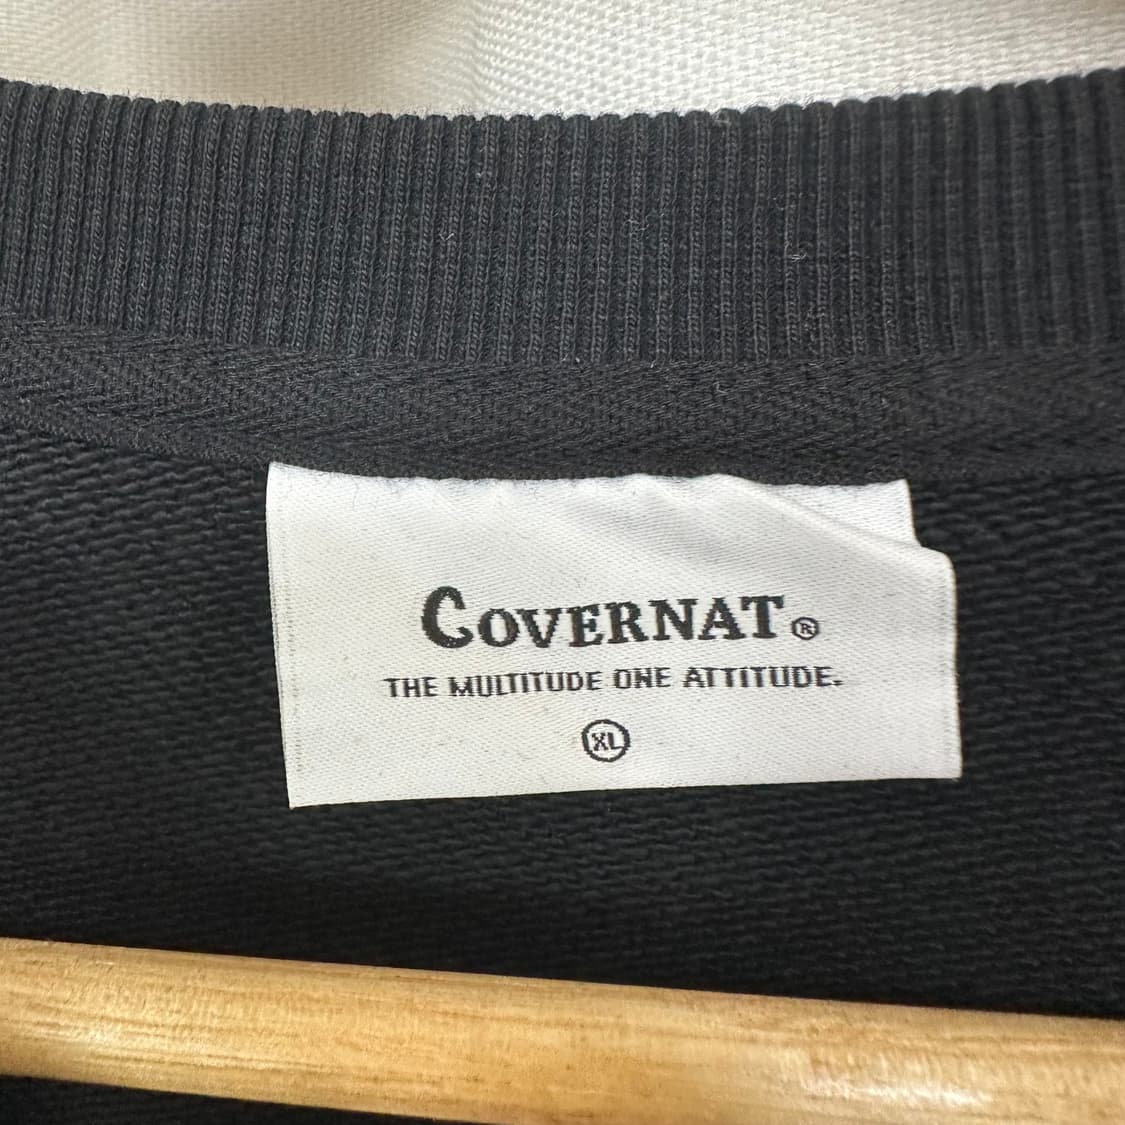 COVERNAT®
THE MULTITUDE ONE ATTITUDE.
XL